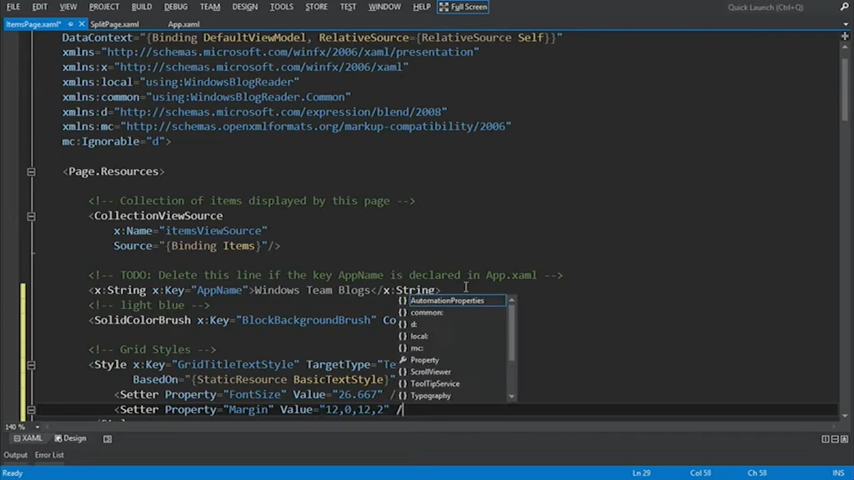 FILE EDIT VIEW PROJECT BUILD DEBUG TEAM DESIGN TOOLS TEST WINDOW HELP Full Screen Quick Launch (Ctrl+Q)
ItemsPage.xaml* SplitPage.xaml App.xaml
DataContext="{Binding DefaultViewModel, RelativeSource={RelativeSource Self}}"
xmlns="http://schemas.microsoft.com/winfx/2006/xaml/presentation"
xmlns:x="http://schemas.microsoft.com/winfx/2006/xaml"
xmlns:local="using:WindowsBlogReader"
xmlns:common="using:WindowsBlogReader.Common"
xmlns:d="http://schemas.microsoft.com/expression/blend/2008"
xmlns:mc="http://schemas.openxmlformats.org/markup-compatibility/2006"
mc:Ignorable="d">
<Page.Resources>
<!-- Collection of items displayed by this page -->
<CollectionViewSource
x:Name="itemsViewSource"
Source="{Binding Items}"/>
<!-- TODO: Delete this line if the key AppName is declared in App.xaml -->
<x:String x:Key="AppName">Windows Team Blogs</x:String>
<!-- light blue -->
<SolidColorBrush x:Key="BlockBackgroundBrush" Co
<!-- Grid Styles -->
<Style x:Key="GridTitleTextStyle" TargetType="Te
BasedOn="{StaticResource BasicTextStyle}"
<Setter Property="FontSize" Value="26.667" /
<Setter Property="Margin" Value="12,0,12,2" /
{} AutomationProperties
{} common:
{} d:
{} local:
{} mc:
Property
{} ScrollViewer
{} ToolTipService
{} Typography
140 %
XAML Design
Output Error List
Ready Ln 29 Col 58 Ch 58 INS